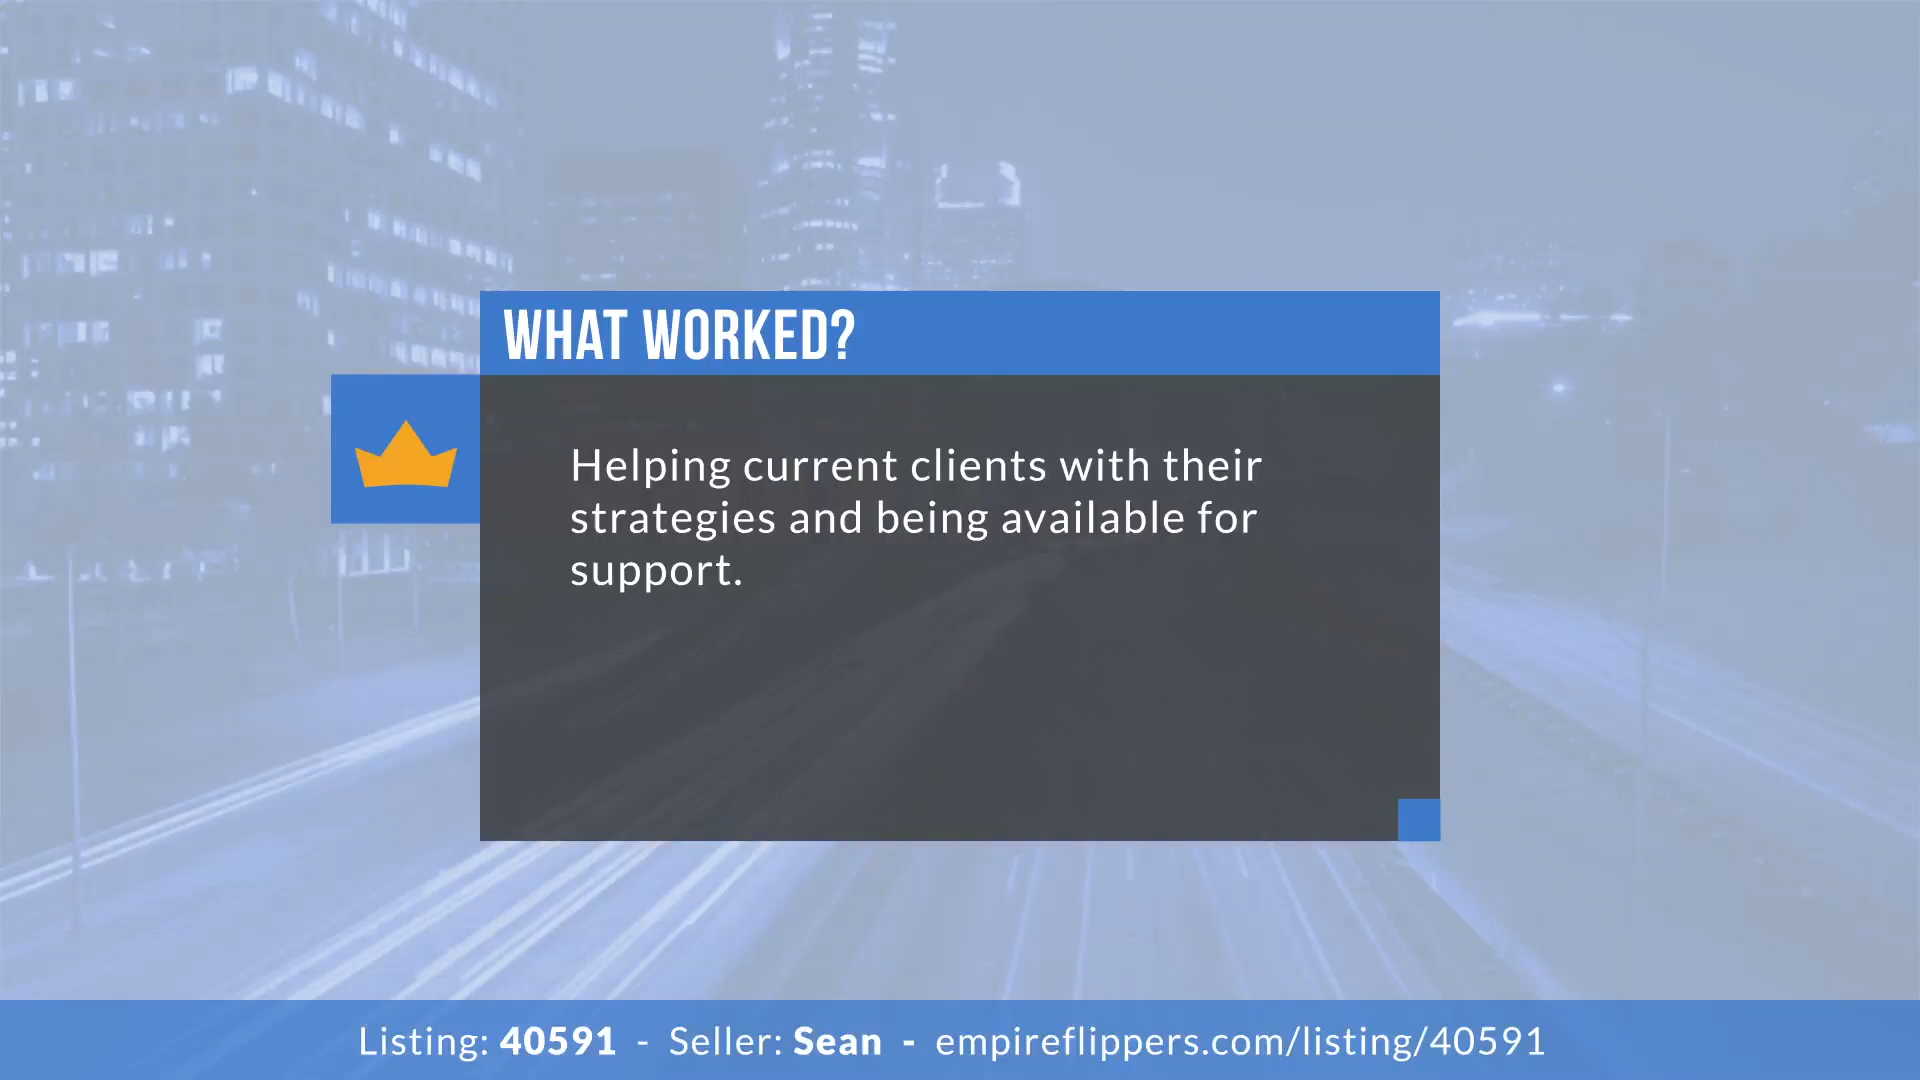 WHAT WORKED?
Helping current clients with their
strategies and being available for
support.
Listing: 40591 - Seller: Sean - empireflippers.com/listing/40591